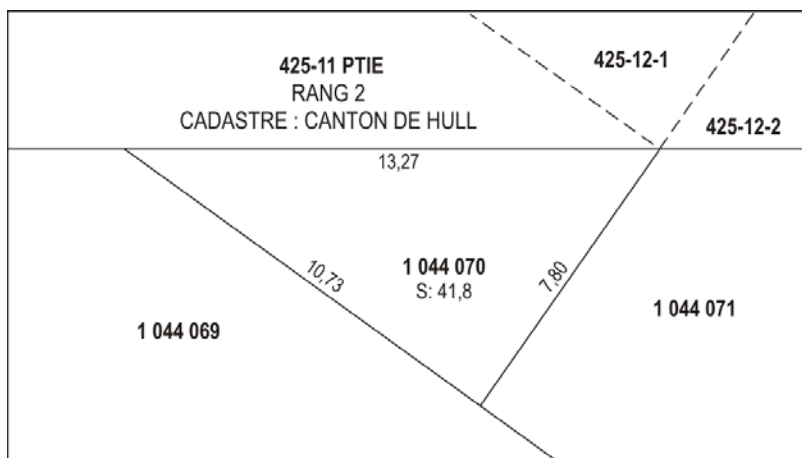 425-11 PTIE
RANG 2
CADASTRE : CANTON DE HULL
425-12-1
425-12-2
13,27
10,73
1 044 070
S: 41,8
7,80
1 044 069
1 044 071